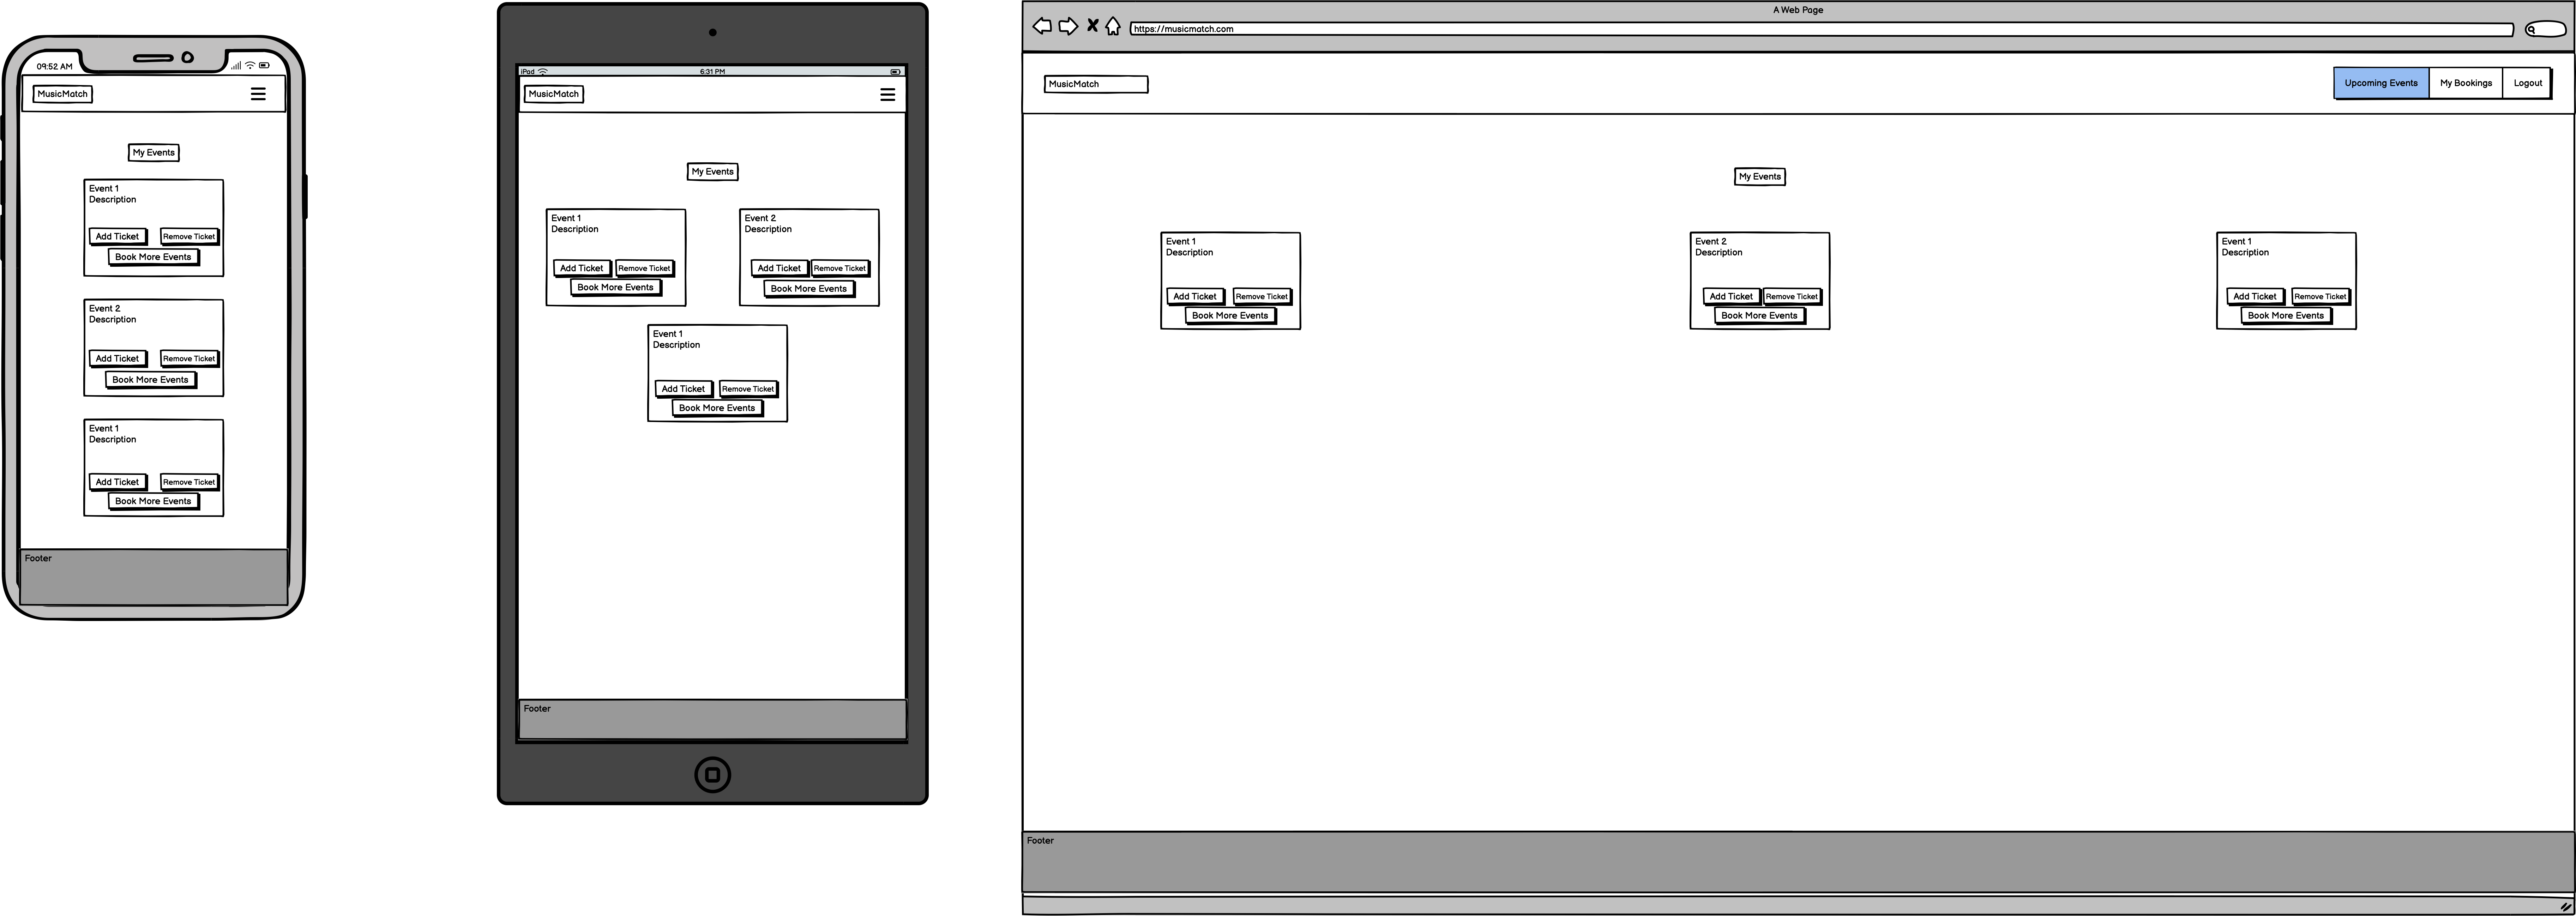 09:52 AM
MusicMatch
My Events
Event 1
Description
Add Ticket Remove Ticket
Book More Events
Event 2
Description
Add Ticket Remove Ticket
Book More Events
Event 1
Description
Add Ticket Remove Ticket
Book More Events
Footer
iPad 6:31 PM
MusicMatch
My Events
Event 1
Description
Add Ticket Remove Ticket
Book More Events
Event 2
Description
Add Ticket Remove Ticket
Book More Events
Event 1
Description
Add Ticket Remove Ticket
Book More Events
Footer
A Web Page
https://musicmatch.com
MusicMatch Upcoming Events My Bookings Logout
My Events
Event 1
Description
Add Ticket Remove Ticket
Book More Events
Event 2
Description
Add Ticket Remove Ticket
Book More Events
Event 1
Description
Add Ticket Remove Ticket
Book More Events
Footer